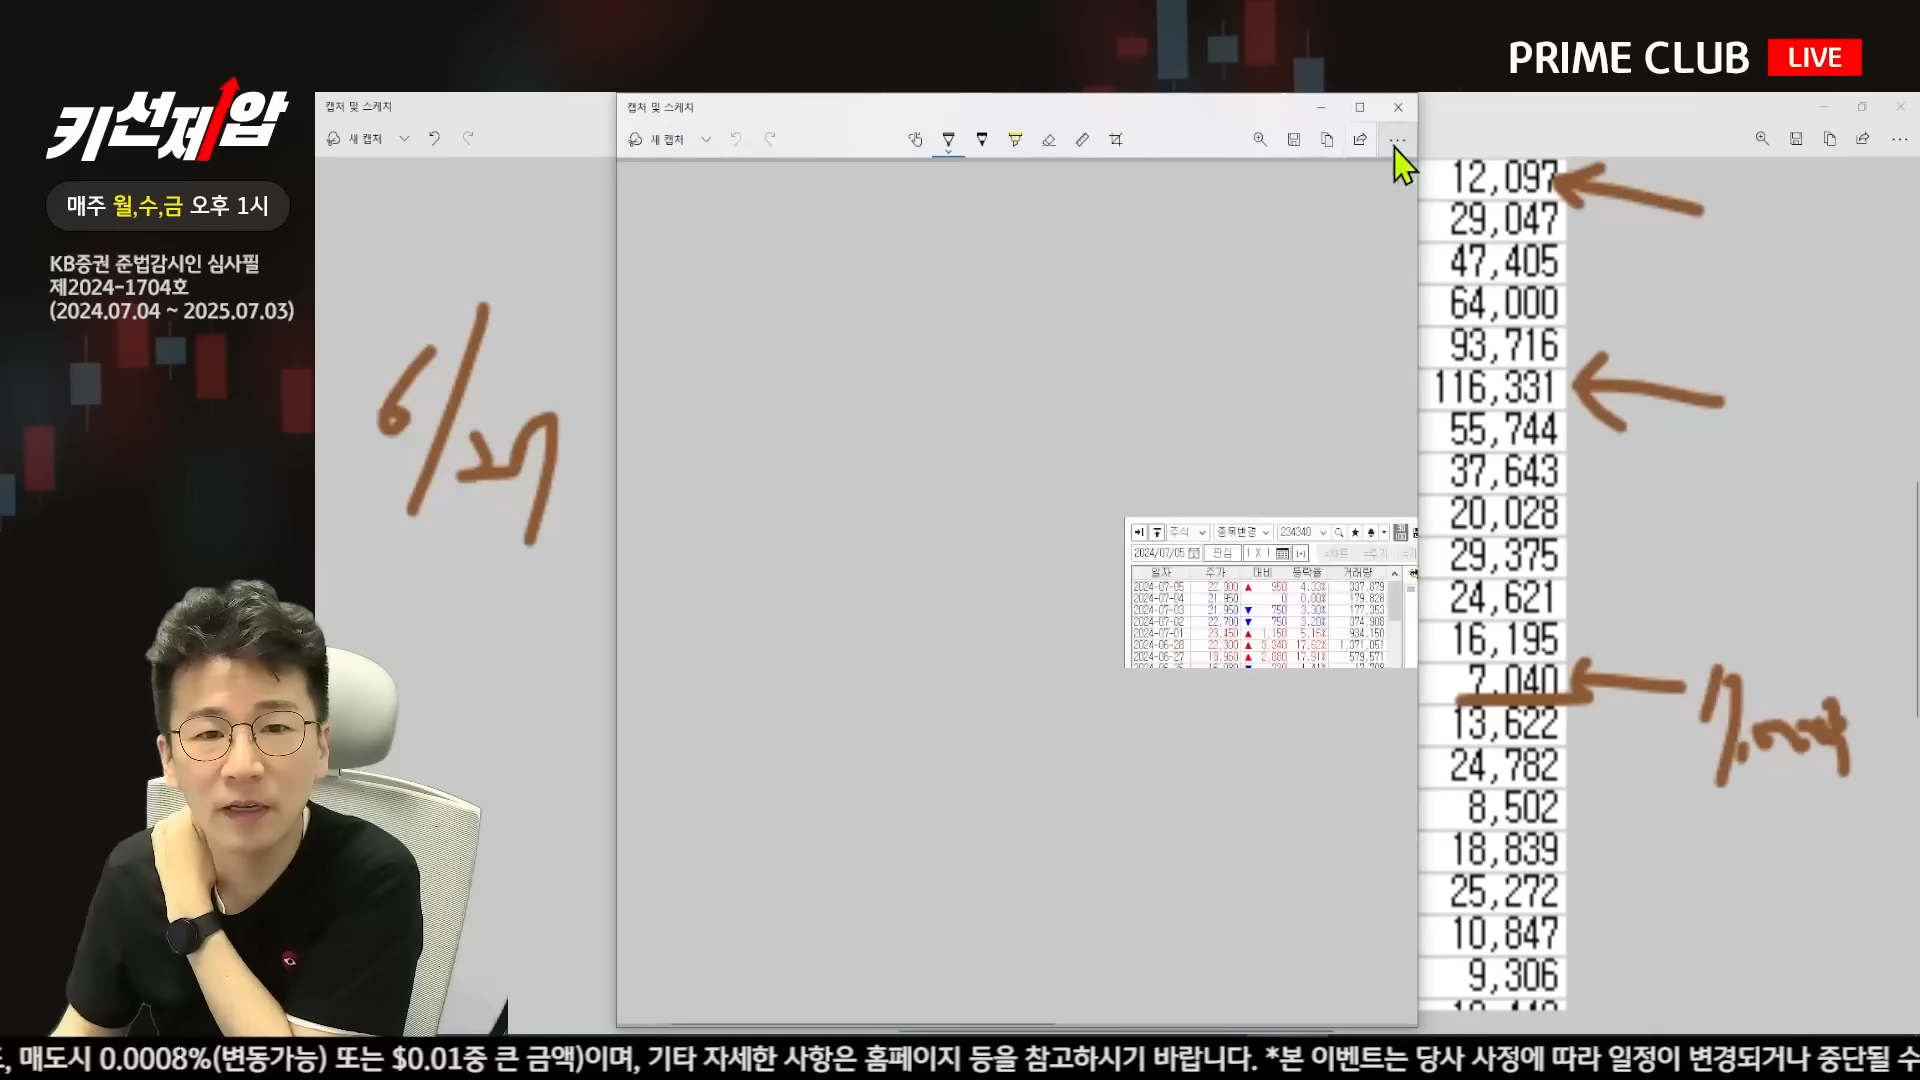 PRIME CLUB LIVE
키선제압
매주 월,수,금 오후 1시
KB증권 준법감시인 심사필
제2024-1704호
(2024.07.04 ~ 2025.07.03)
캡처 및 스케치
새 캡처
6/27
캡처 및 스케치
새 캡처
주식 종목변경 234340
2024/07/05 관심
일자 주가 대비 등락율 거래량
2024-07-05 22,900 ▲ 950 4.33% 337,879
2024-07-04 21,950 0 0.00% 179,828
2024-07-03 21,950 ▼ 750 3.30% 177,353
2024-07-02 22,700 ▼ 750 3.20% 374,908
2024-07-01 23,450 ▲ 1,150 5.16% 934,150
2024-06-28 22,300 ▲ 3,340 17.62% 1,371,051
2024-06-27 18,960 ▲ 2,880 17.91% 579,571
12,097
29,047
47,405
64,000
93,716
116,331
55,744
37,643
20,028
29,375
24,621
16,195
7,040
13,622
24,782
8,502
18,839
25,272
10,847
9,306
매도시 0.0008%(변동가능) 또는 $0.01중 큰 금액)이며, 기타 자세한 사항은 홈페이지 등을 참고하시기 바랍니다. *본 이벤트는 당사 사정에 따라 일정이 변경되거나 중단될 수